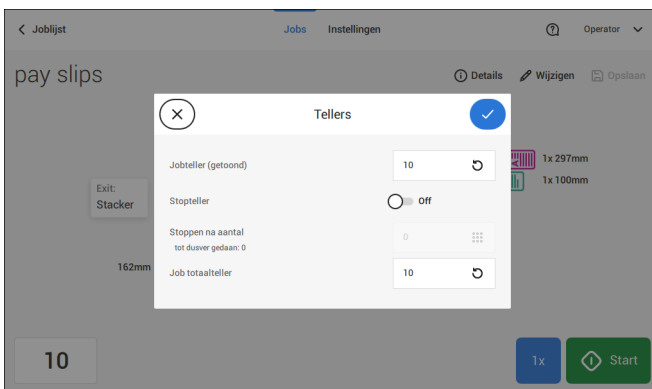 Joblijst
Jobs Instellingen
Operator
pay slips
Details Wijzigen Opslaan
Tellers
Jobteller (getoond) 10
1x 297mm
1x 100mm
Exit:
Stacker
Stopteller Off
Stoppen na aantal 0
tot dusver gedaan: 0
162mm
Job totaalteller 10
10
1x
Start